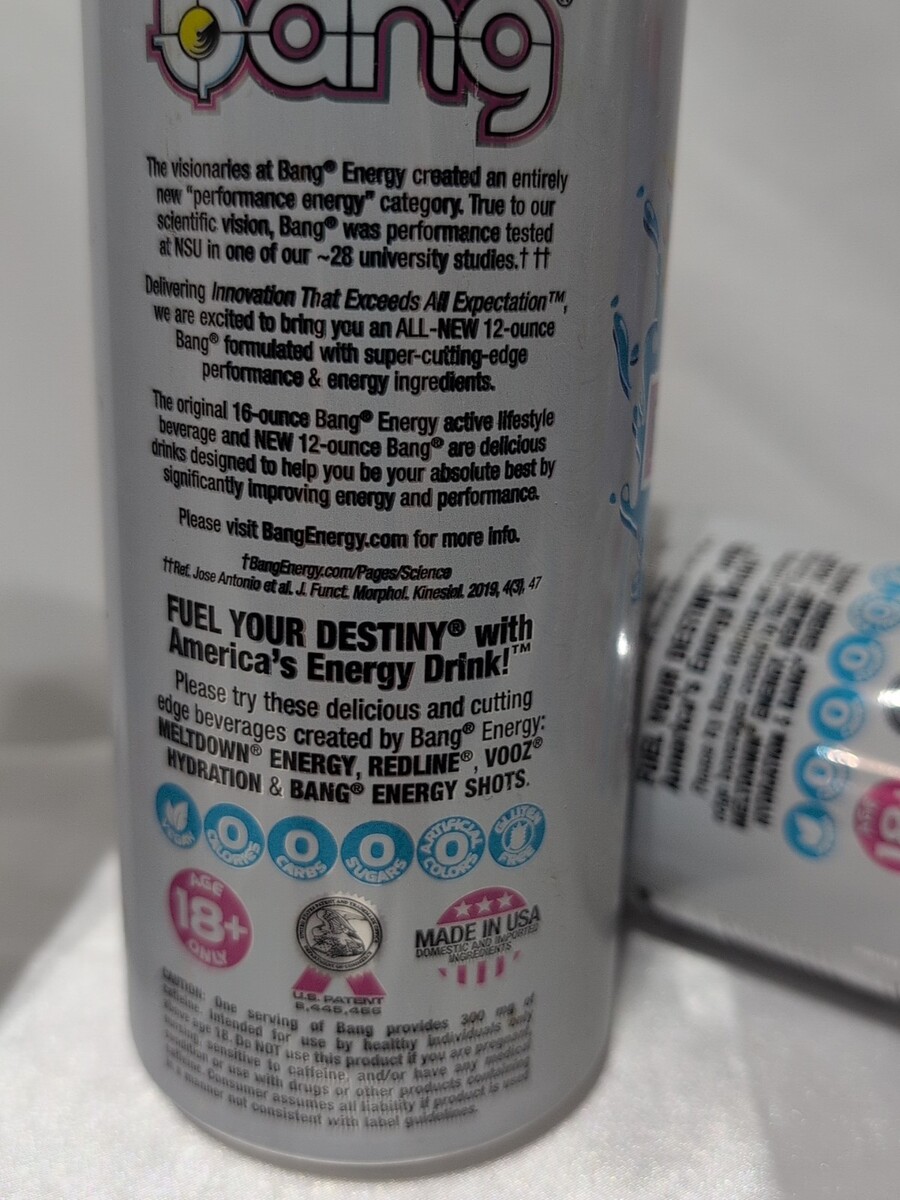 bang®
The visionaries at Bang® Energy created an entirely
new "performance energy" category. True to our
scientific vision, Bang® was performance tested
at NSU in one of our ~28 university studies.† ††
Delivering Innovation That Exceeds All Expectation™,
we are excited to bring you an ALL-NEW 12-ounce
Bang® formulated with super-cutting-edge
performance & energy ingredients.
The original 16-ounce Bang® Energy active lifestyle
beverage and NEW 12-ounce Bang® are delicious
drinks designed to help you be your absolute best by
significantly improving energy and performance.
Please visit BangEnergy.com for more info.
†BangEnergy.com/Pages/Science
††Ref. Jose Antonio et al. J. Funct. Morphol. Kinesiol. 2019, 4(3), 47
FUEL YOUR DESTINY® with
America's Energy Drink!™
Please try these delicious and cutting
edge beverages created by Bang® Energy:
MELTDOWN® ENERGY, REDLINE®, VOOZ®
HYDRATION & BANG® ENERGY SHOTS.
VEGAN
0 CALORIES
0 CARBS
0 SUGARS
ARTIFICIAL 0 COLORS
GLUTEN FREE
AGE
18+
ONLY
U.S. PATENT
8,445,466
MADE IN USA
DOMESTIC AND IMPORTED
INGREDIENTS
CAUTION: One serving of Bang provides 300 mg of
caffeine. Intended for use by healthy individuals only
above age 18. Do NOT use this product if you are pregnant,
nursing, sensitive to caffeine, and/or have any medical
condition or use with drugs or other products containing
caffeine. Consumer assumes all liability if product is used
in a manner not consistent with label guidelines.
FUEL YOUR DESTINY
America's Energy